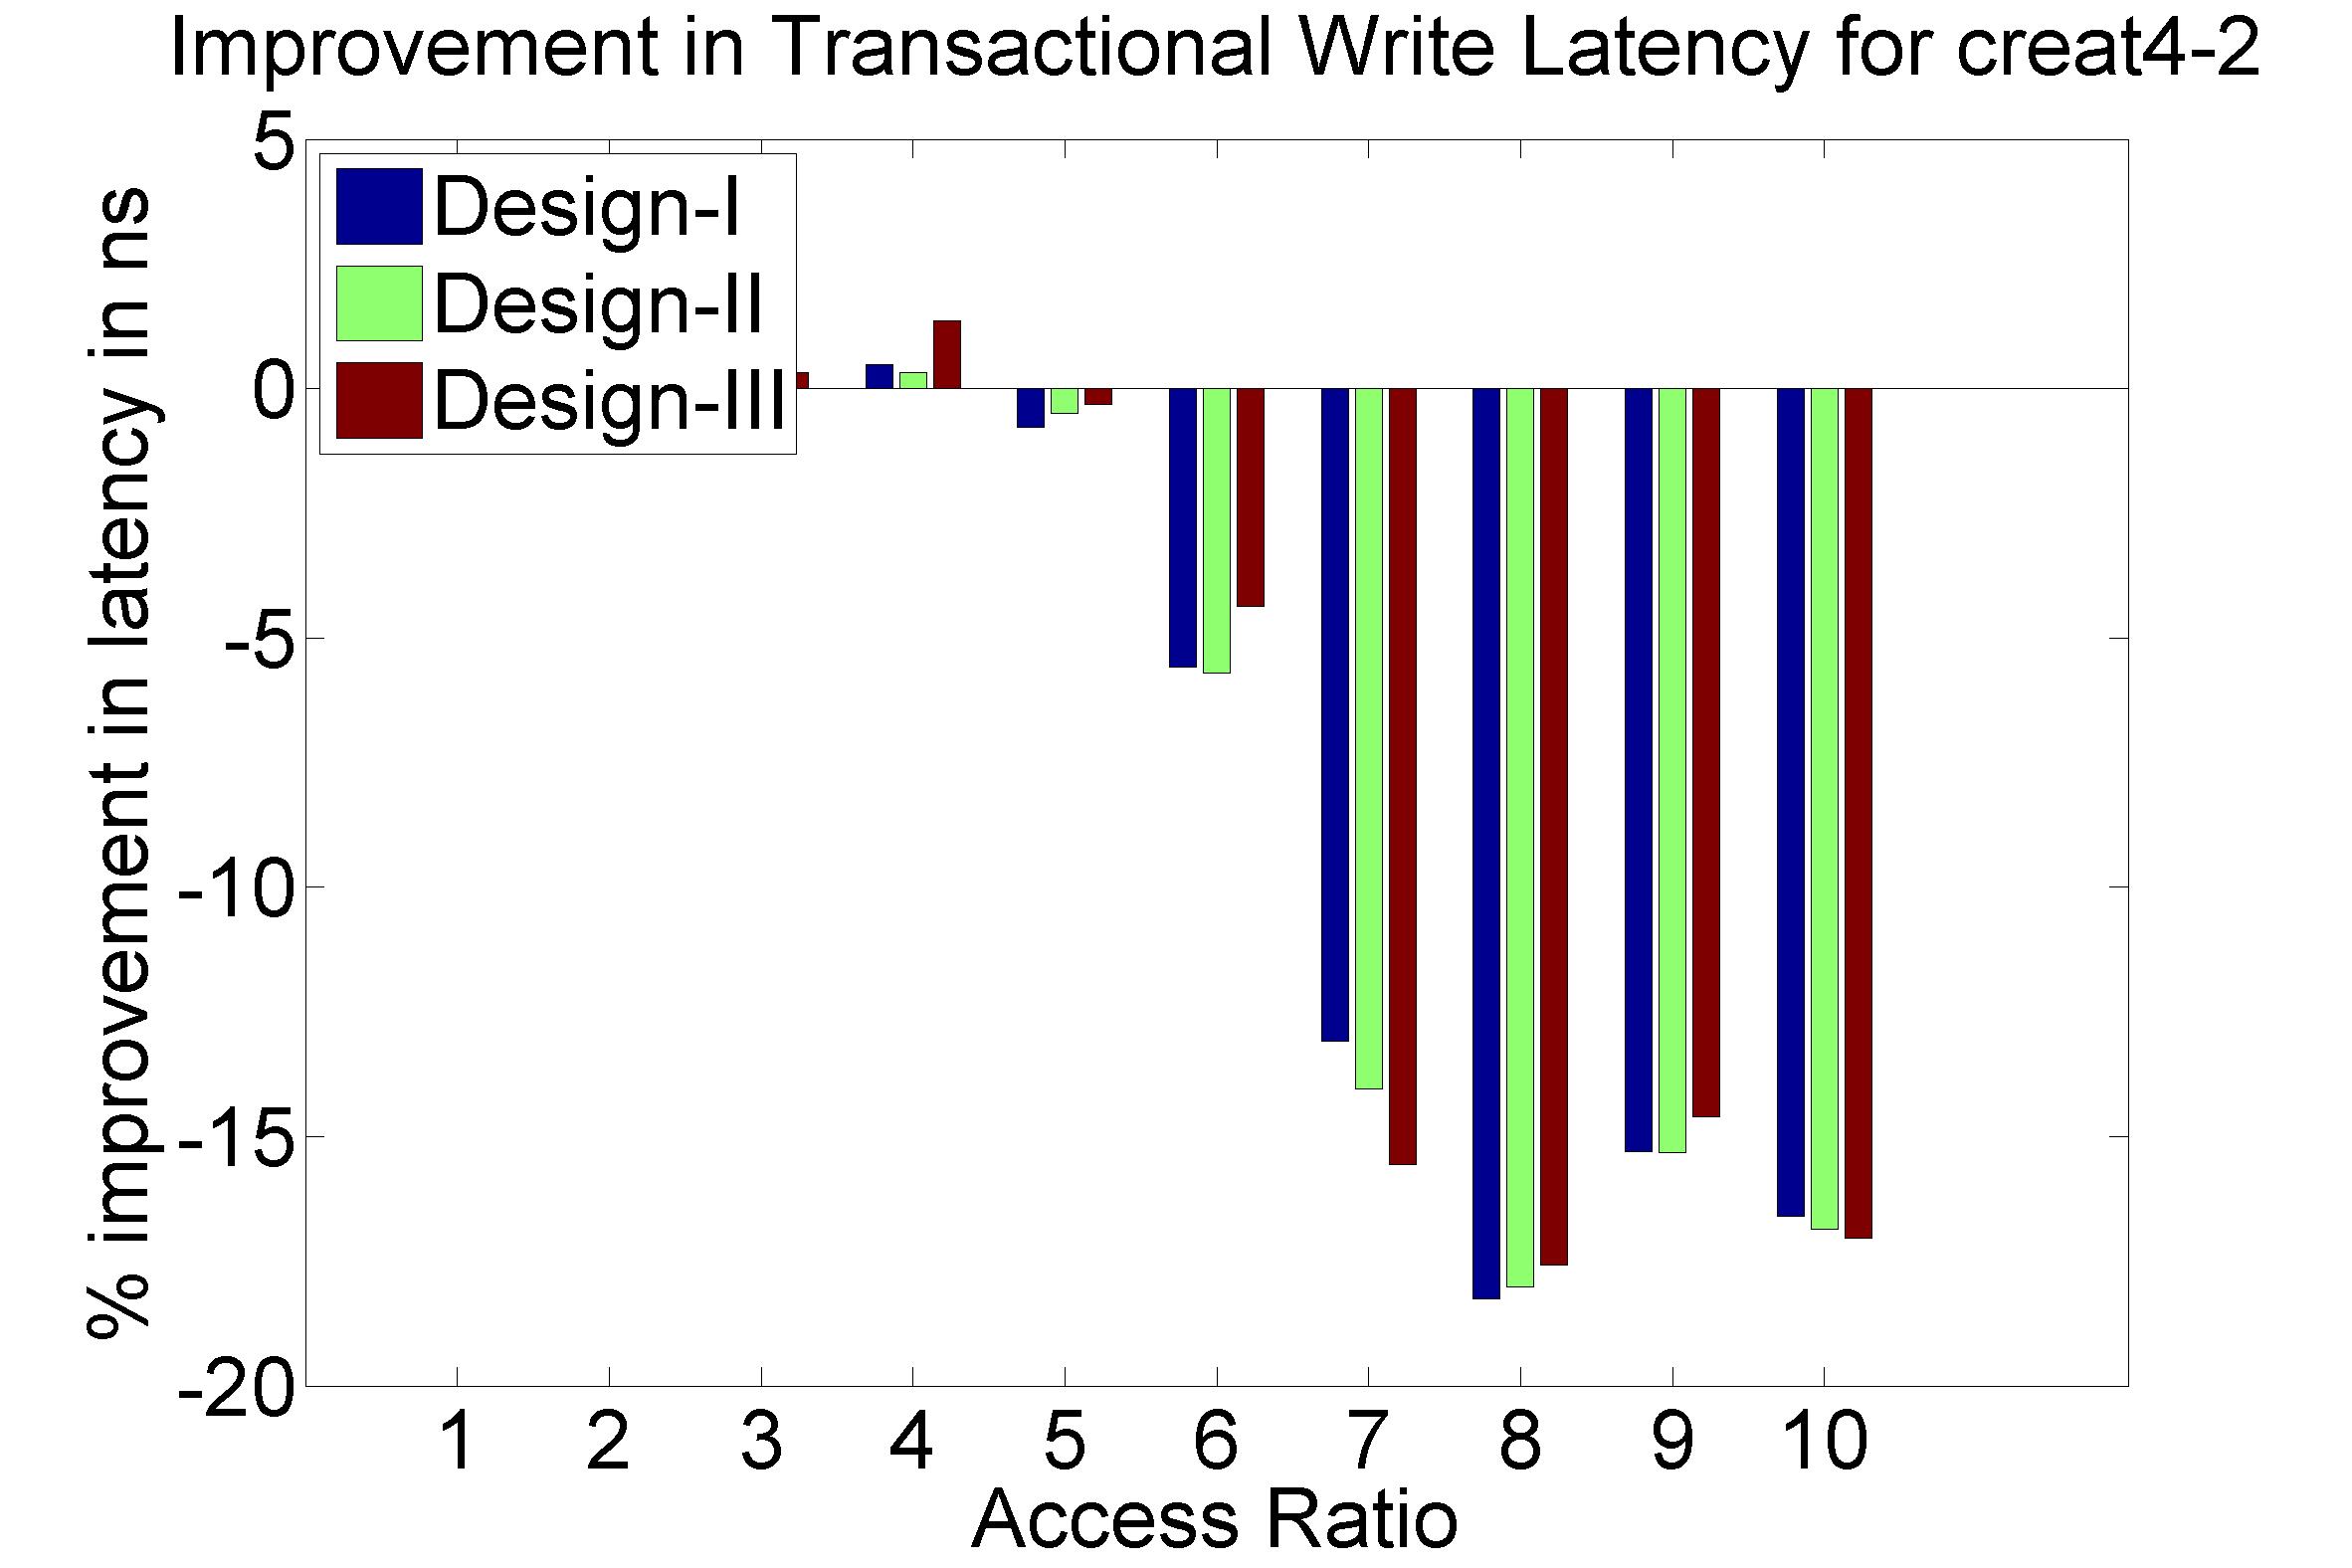 Improvement in Transactional Write Latency for creat4-2
% improvement in latency in ns
5
0
-5
-10
-15
-20
Design-I
Design-II
Design-III
1 2 3 4 5 6 7 8 9 10
Access Ratio